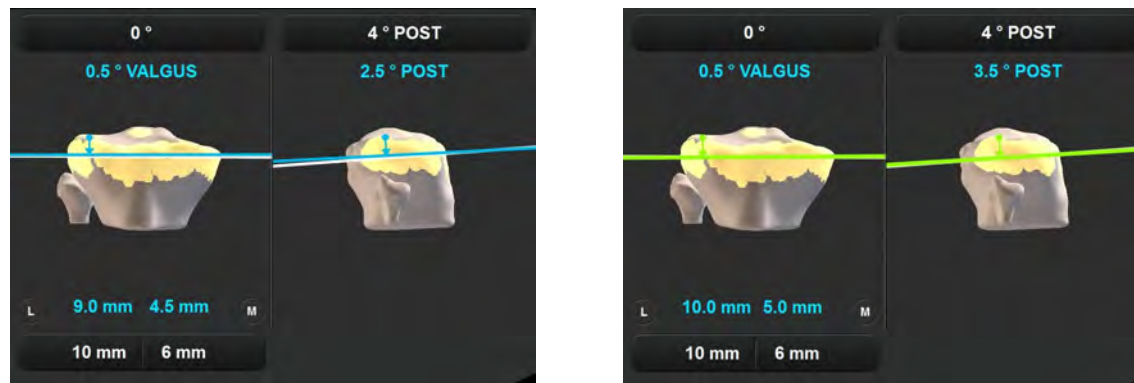 0 ° 4 ° POST
0.5 ° VALGUS 2.5 ° POST
L 9.0 mm 4.5 mm M
10 mm 6 mm
0 ° 4 ° POST
0.5 ° VALGUS 3.5 ° POST
L 10.0 mm 5.0 mm M
10 mm 6 mm